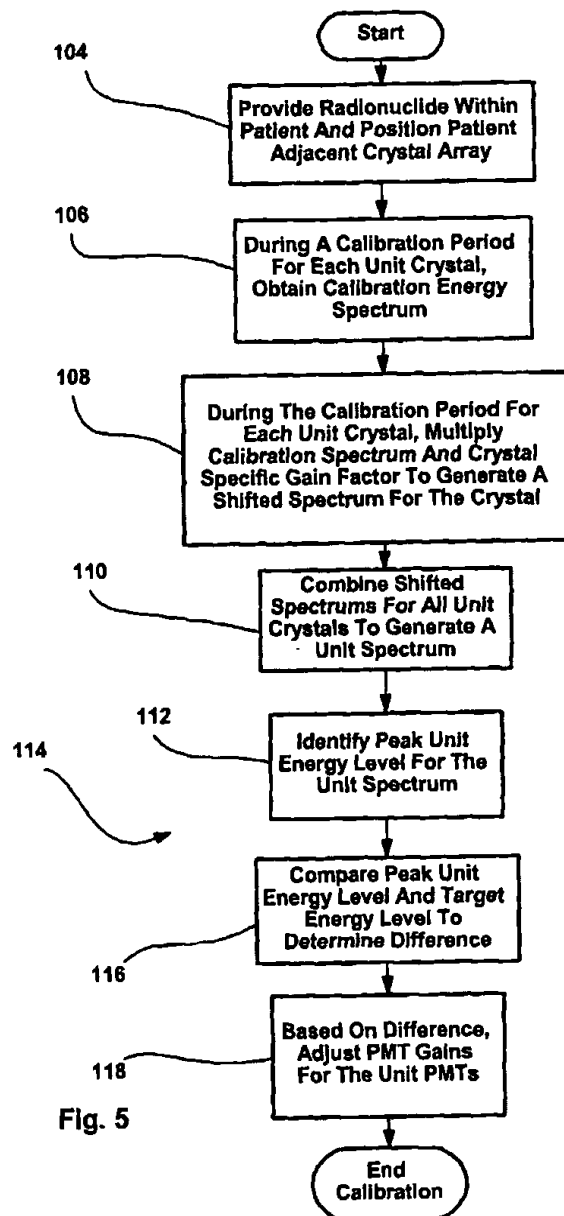 Start
104
Provide Radionuclide Within
Patient And Position Patient
Adjacent Crystal Array
106
During A Calibration Period
For Each Unit Crystal,
Obtain Calibration Energy
Spectrum
108
During The Calibration Period For
Each Unit Crystal, Multiply
Calibration Spectrum And Crystal
Specific Gain Factor To Generate A
Shifted Spectrum For The Crystal
110
Combine Shifted
Spectrums For All Unit
Crystals To Generate A
Unit Spectrum
112
Identify Peak Unit
Energy Level For The
Unit Spectrum
114
Compare Peak Unit
Energy Level And Target
Energy Level To
Determine Difference
116
Based On Difference,
Adjust PMT Gains
For The Unit PMTs
118
Fig. 5
End
Calibration